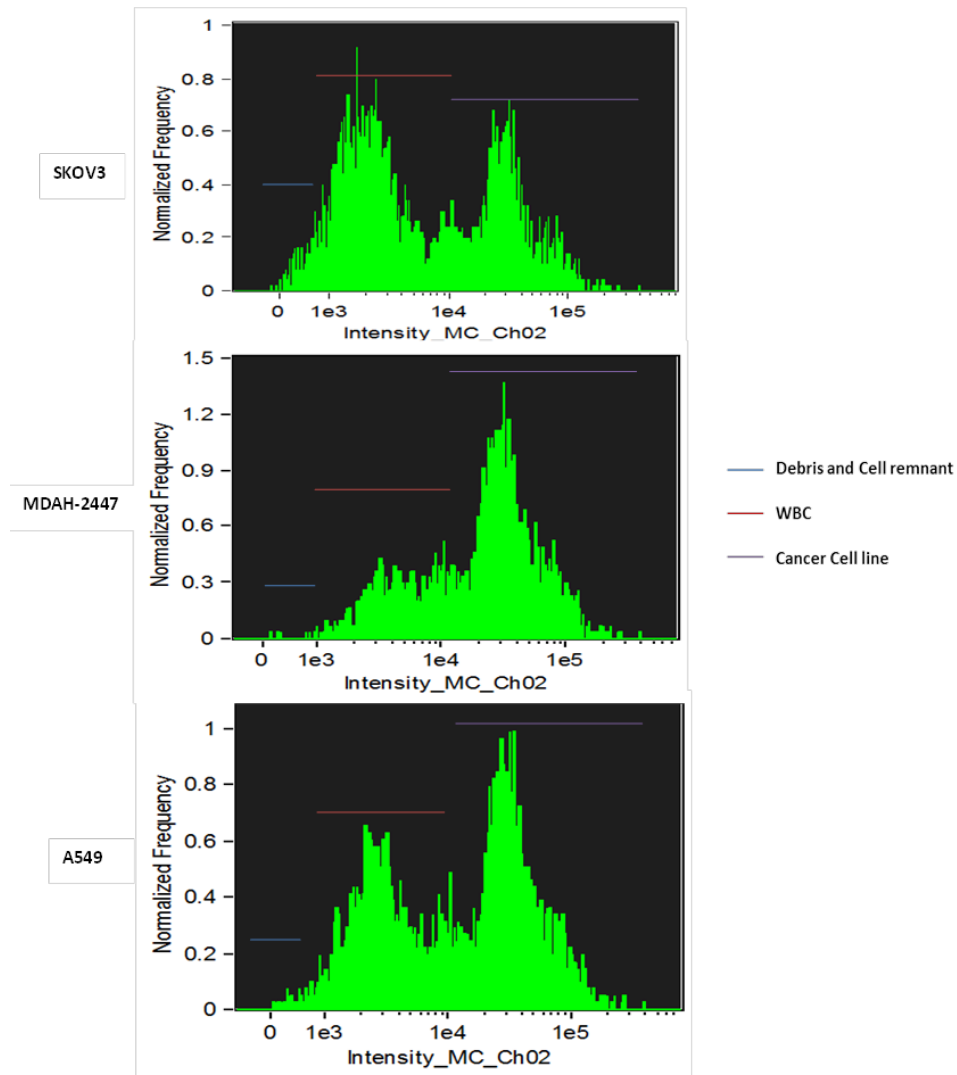 SKOV3
Normalized Frequency
1
0.8
0.6
0.4
0.2
0
0 1e3 1e4 1e5
Intensity_MC_Ch02
MDAH-2447
Normalized Frequency
1.5
1.2
0.9
0.6
0.3
0
0 1e3 1e4 1e5
Intensity_MC_Ch02
Debris and Cell remnant
WBC
Cancer Cell line
A549
Normalized Frequency
1
0.8
0.6
0.4
0.2
0
0 1e3 1e4 1e5
Intensity_MC_Ch02